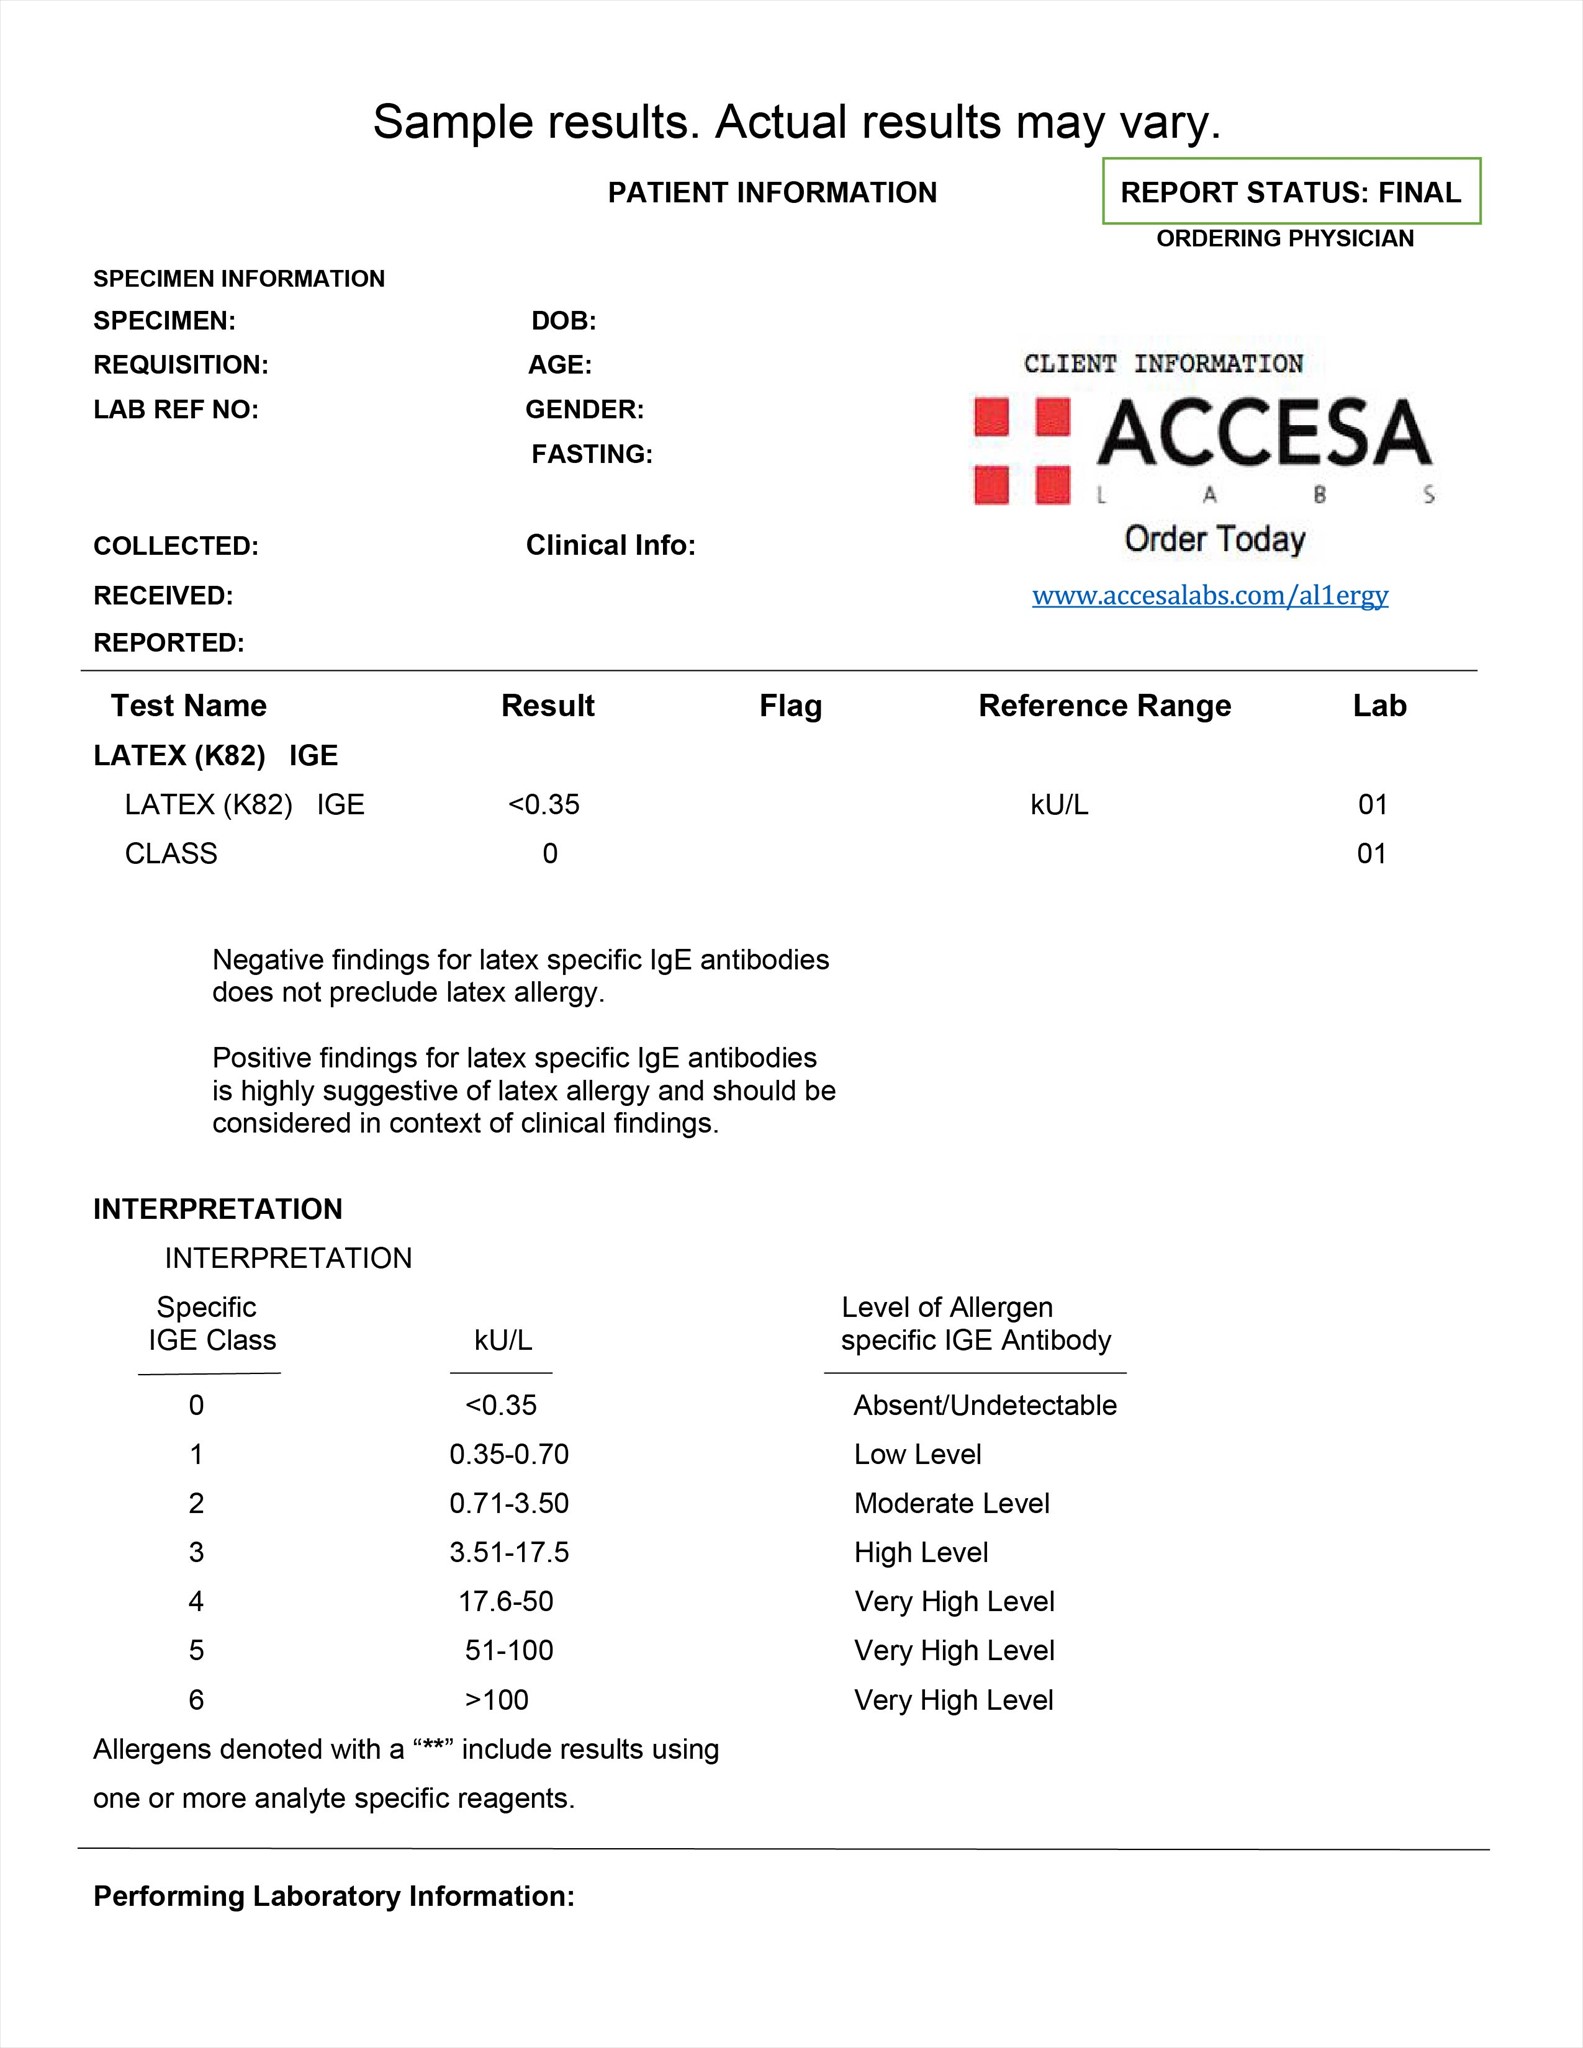 Sample results. Actual results may vary.
PATIENT INFORMATION
REPORT STATUS: FINAL
ORDERING PHYSICIAN
SPECIMEN INFORMATION
SPECIMEN: DOB:
REQUISITION: AGE:
CLIENT INFORMATION
LAB REF NO: GENDER:
ACCESA
FASTING:
L A B S
Order Today
COLLECTED: Clinical Info:
RECEIVED: www.accesalabs.com/al1ergy
REPORTED:
Test Name Result Flag Reference Range Lab
LATEX (K82) IGE
LATEX (K82) IGE <0.35 kU/L 01
CLASS 0 01
Negative findings for latex specific IgE antibodies
does not preclude latex allergy.
Positive findings for latex specific IgE antibodies
is highly suggestive of latex allergy and should be
considered in context of clinical findings.
INTERPRETATION
INTERPRETATION
Specific Level of Allergen
IGE Class kU/L specific IGE Antibody
0 <0.35 Absent/Undetectable
1 0.35-0.70 Low Level
2 0.71-3.50 Moderate Level
3 3.51-17.5 High Level
4 17.6-50 Very High Level
5 51-100 Very High Level
6 >100 Very High Level
Allergens denoted with a “**” include results using
one or more analyte specific reagents.
Performing Laboratory Information: